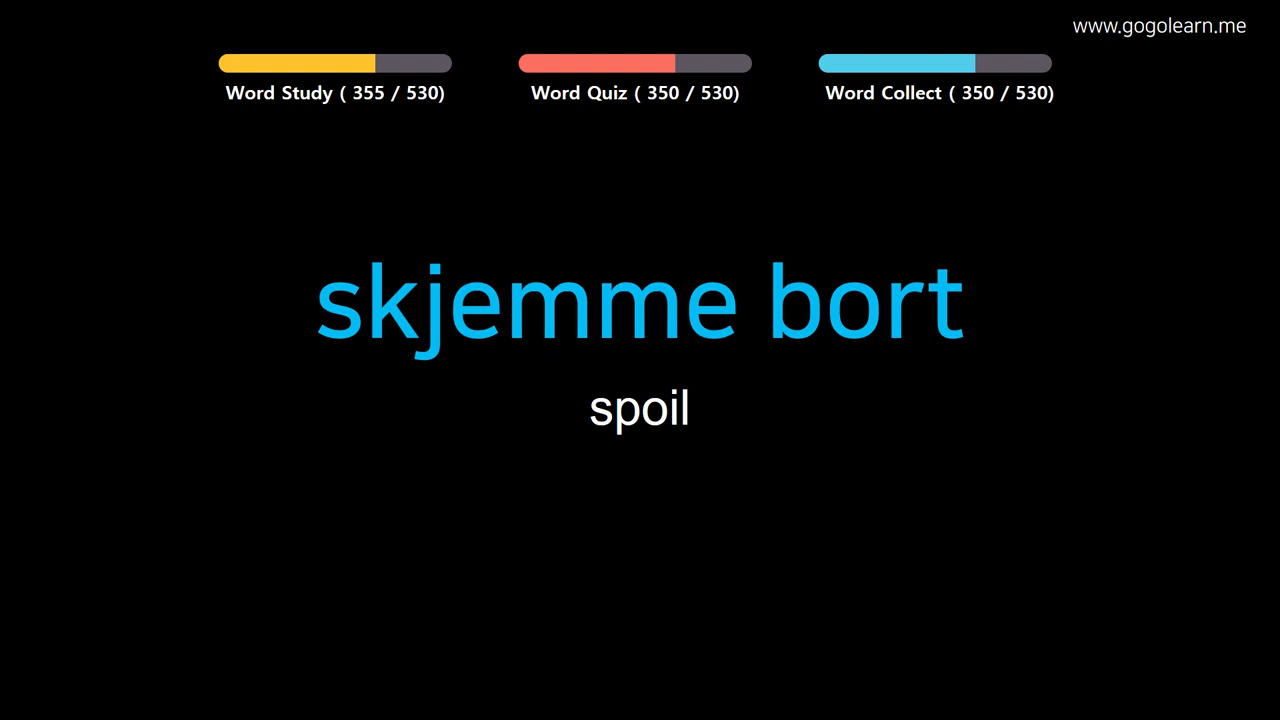 www.gogolearn.me
Word Study ( 355 / 530)
Word Quiz ( 350 / 530)
Word Collect ( 350 / 530)
skjemme bort
spoil